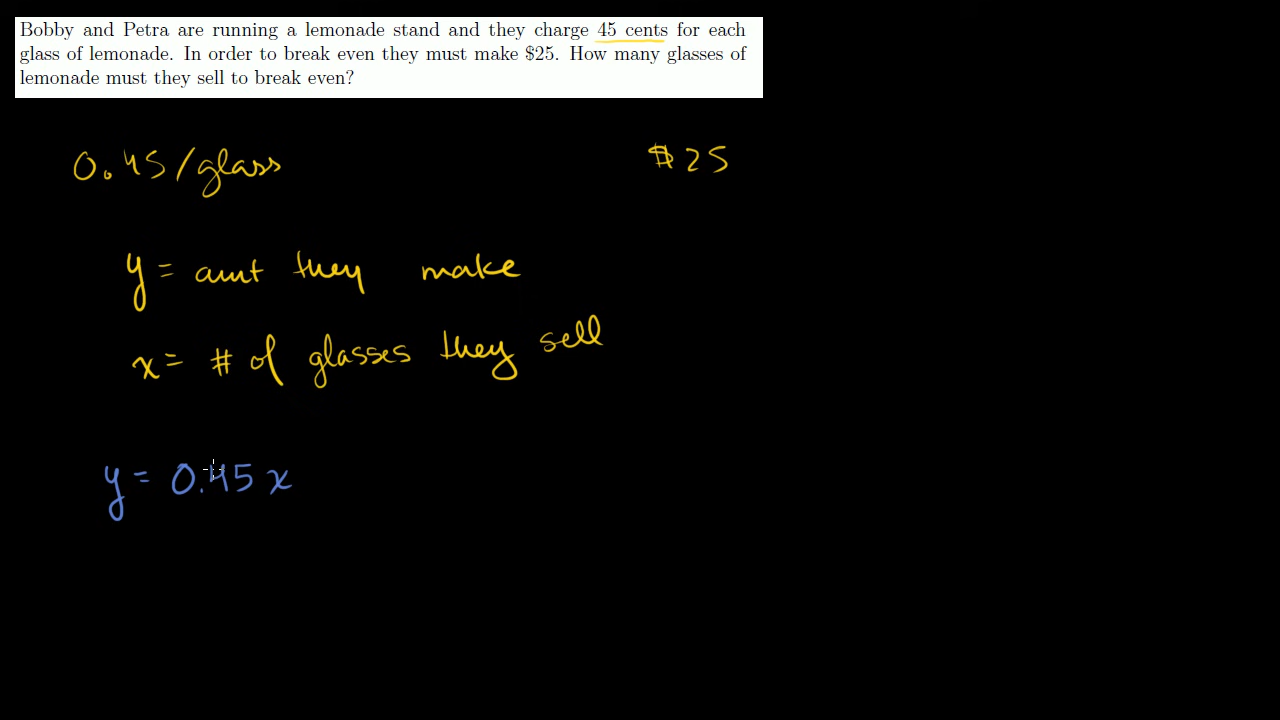 Bobby and Petra are running a lemonade stand and they charge 45 cents for each
glass of lemonade. In order to break even they must make $25. How many glasses of
lemonade must they sell to break even?
0.45/glass
$25
y = amt they make
x = # of glasses they sell
y = 0.45x